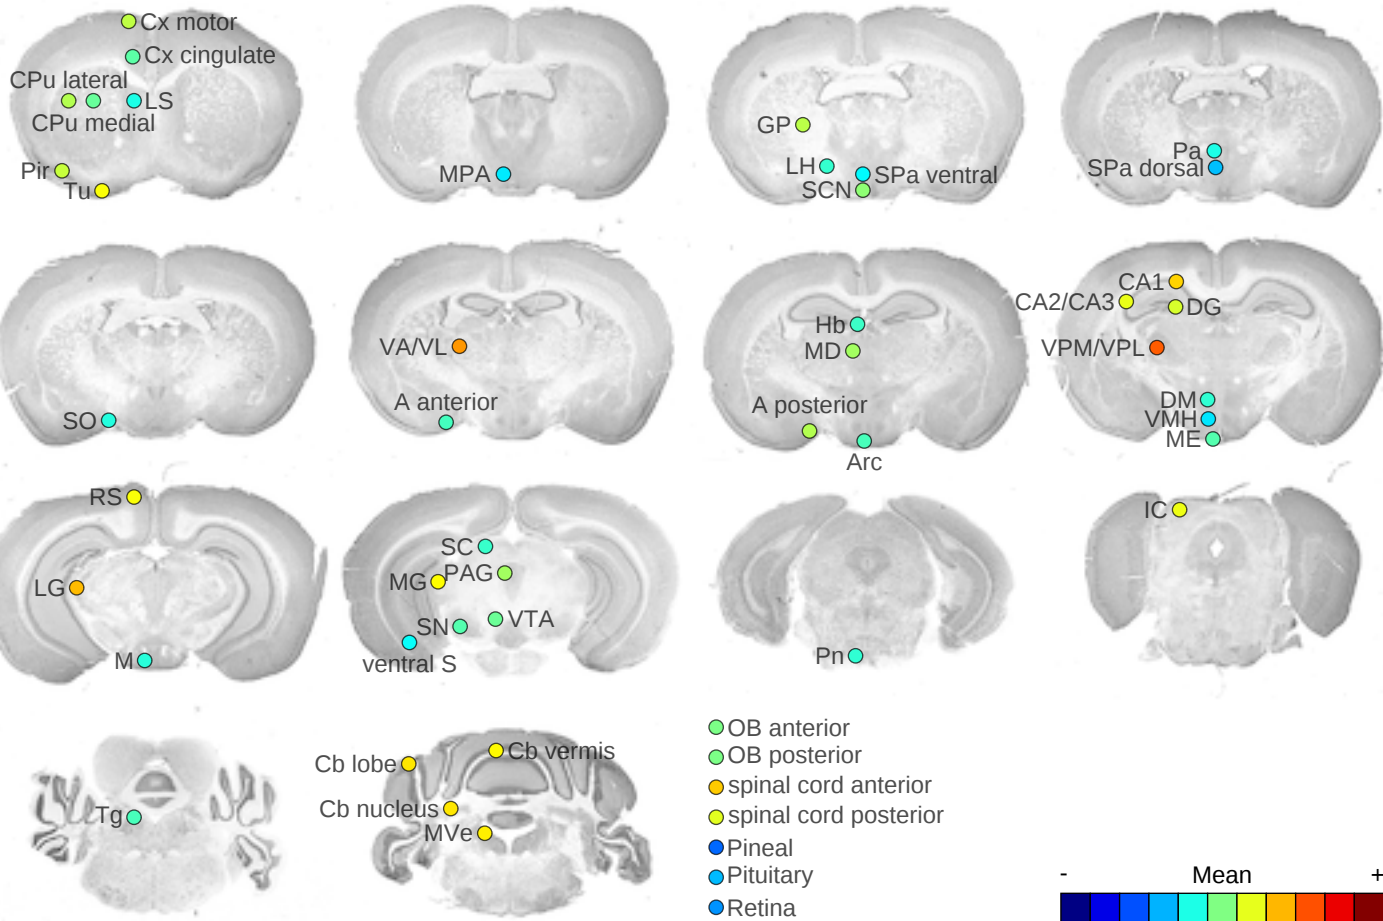 Cx motor
Cx cingulate
CPu lateral
LS
CPu medial
Pir
Tu
MPA
GP
LH
SPa ventral
SCN
Pa
SPa dorsal
SO
VA/VL
A anterior
Hb
MD
A posterior
Arc
CA1
CA2/CA3
DG
VPM/VPL
DM
VMH
ME
RS
LG
M
SC
PAG
MG
VTA
SN
ventral S
Pn
IC
Tg
Cb vermis
Cb lobe
Cb nucleus
MVe
OB anterior
OB posterior
spinal cord anterior
spinal cord posterior
Pineal
Pituitary
Retina
- Mean +